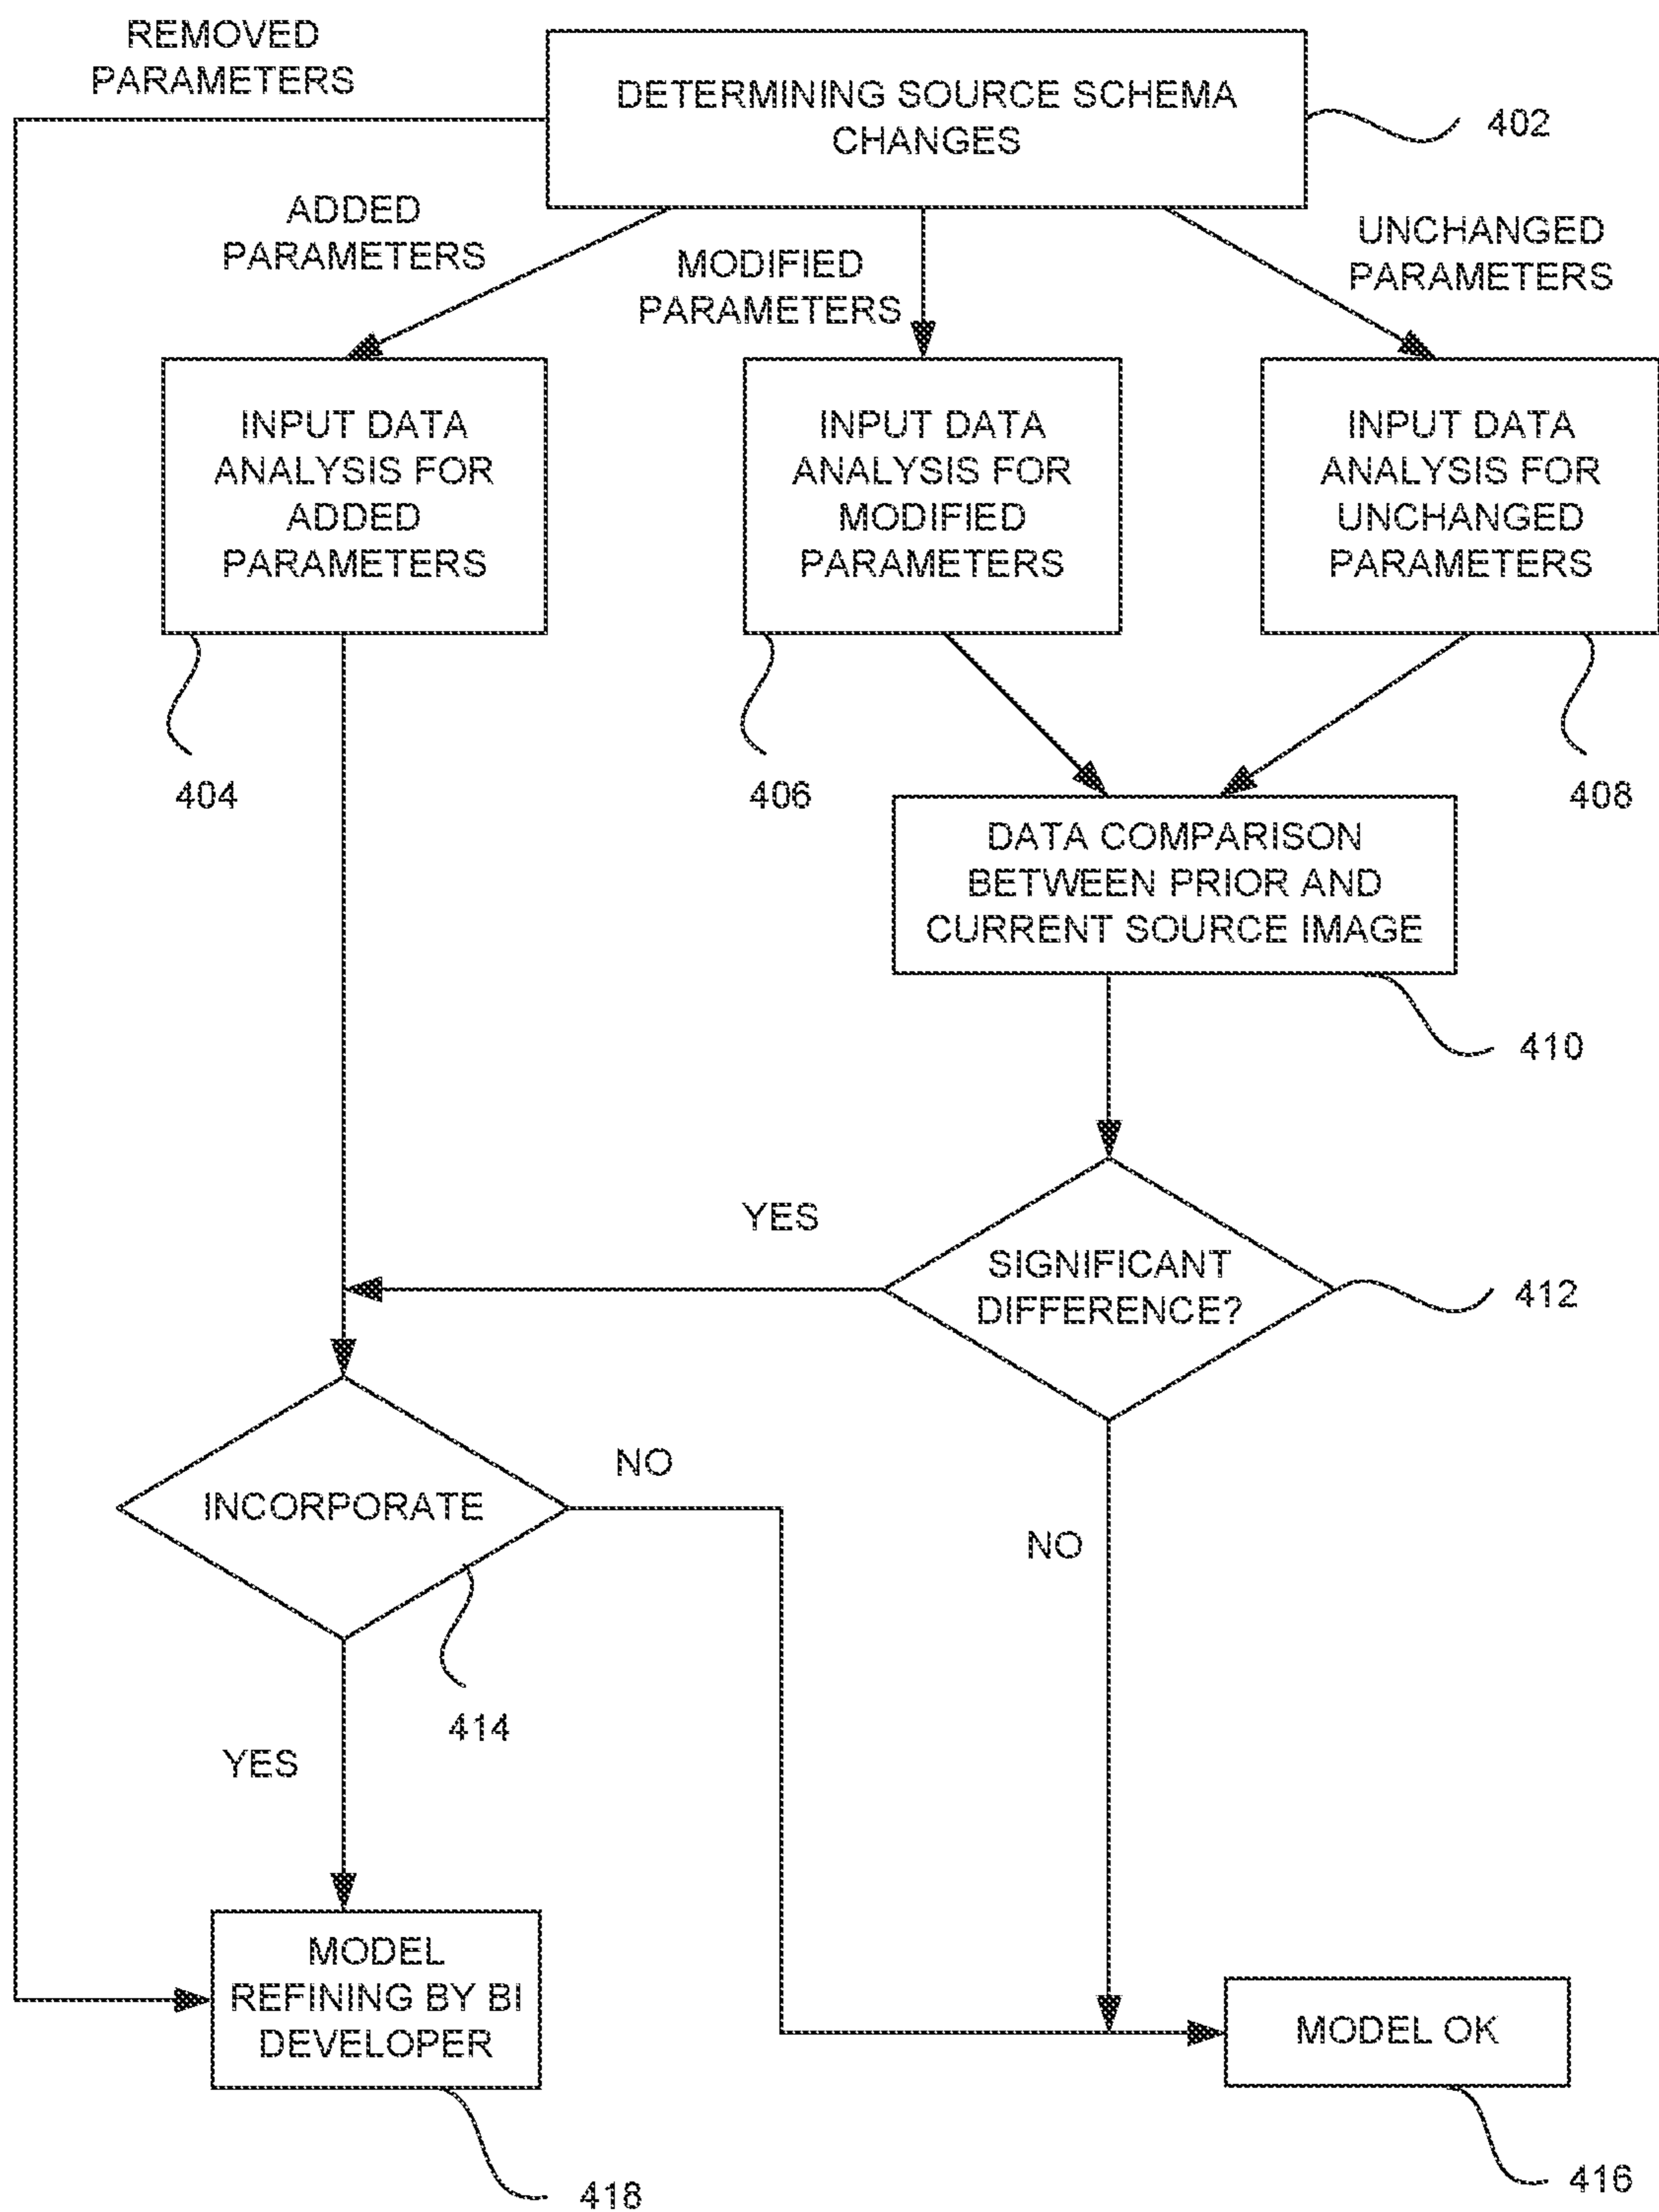 REMOVED
PARAMETERS
DETERMINING SOURCE SCHEMA
CHANGES
402
ADDED
PARAMETERS
MODIFIED
PARAMETERS
UNCHANGED
PARAMETERS
INPUT DATA
ANALYSIS FOR
ADDED
PARAMETERS
INPUT DATA
ANALYSIS FOR
MODIFIED
PARAMETERS
INPUT DATA
ANALYSIS FOR
UNCHANGED
PARAMETERS
404
406
408
DATA COMPARISON
BETWEEN PRIOR AND
CURRENT SOURCE IMAGE
410
YES
SIGNIFICANT
DIFFERENCE?
412
INCORPORATE
NO
NO
414
YES
MODEL
REFINING BY BI
DEVELOPER
MODEL OK
418
416